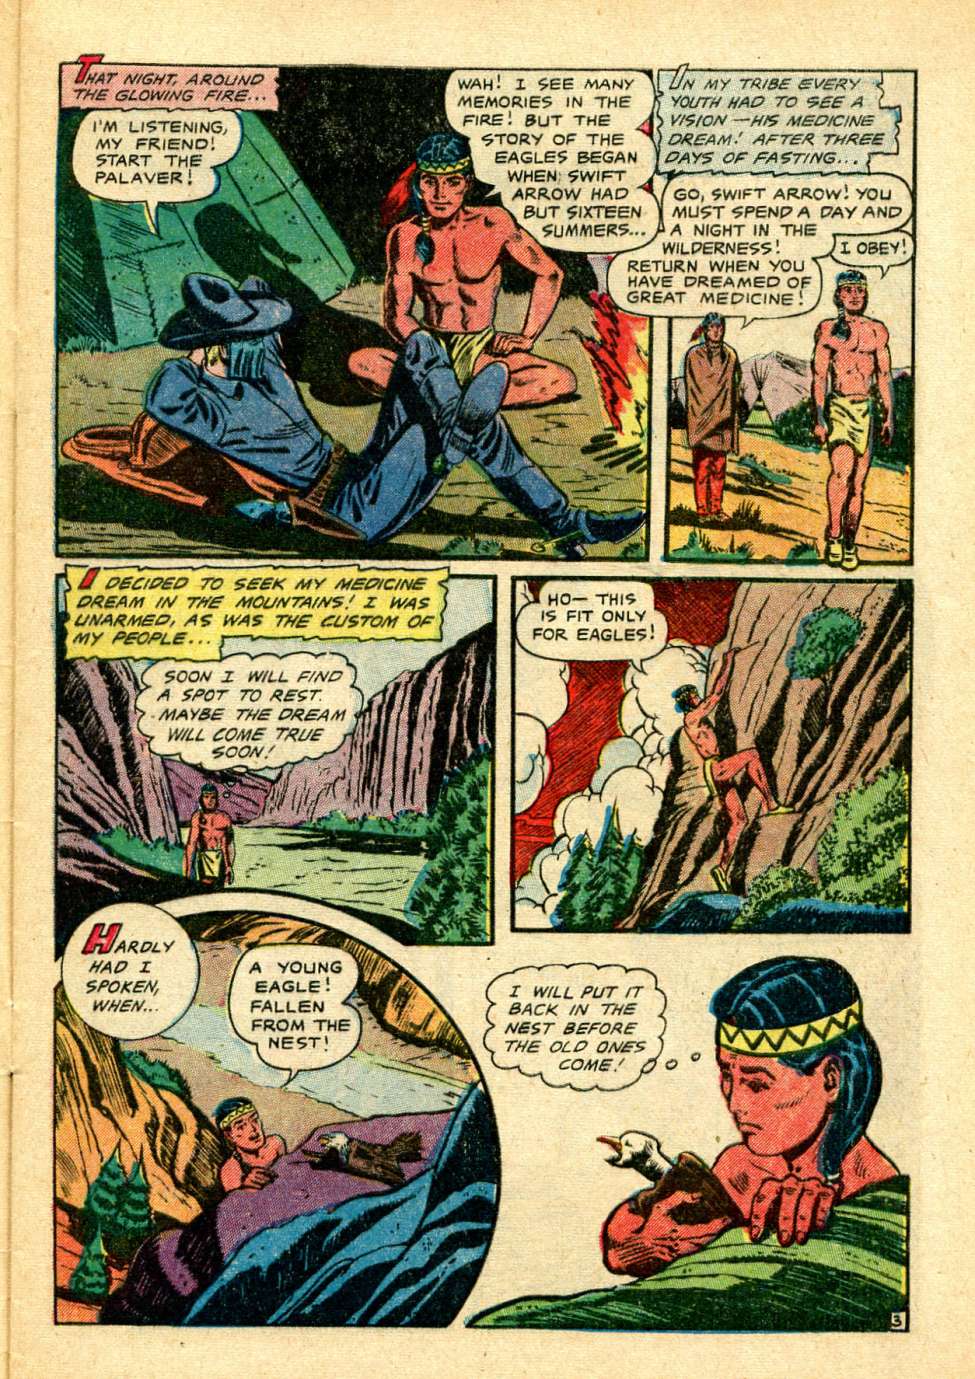 THAT NIGHT, AROUND
THE GLOWING FIRE...
I'M LISTENING,
MY FRIEND!
START THE
PALAVER!
WAH! I SEE MANY
MEMORIES IN THE
FIRE! BUT THE
STORY OF THE
EAGLES BEGAN
WHEN SWIFT
ARROW HAD
BUT SIXTEEN
SUMMERS...
IN MY TRIBE EVERY
YOUTH HAD TO SEE A
VISION—HIS MEDICINE
DREAM! AFTER THREE
DAYS OF FASTING...
GO, SWIFT ARROW! YOU
MUST SPEND A DAY AND
A NIGHT IN THE
WILDERNESS!
RETURN WHEN YOU
HAVE DREAMED OF
GREAT MEDICINE!
I OBEY!
I DECIDED TO SEEK MY MEDICINE
DREAM IN THE MOUNTAINS! I WAS
UNARMED, AS WAS THE CUSTOM OF
MY PEOPLE...
SOON I WILL FIND
A SPOT TO REST.
MAYBE THE DREAM
WILL COME TRUE
SOON!
HO— THIS
IS FIT ONLY
FOR EAGLES!
HARDLY
HAD I
SPOKEN,
WHEN...
A YOUNG
EAGLE!
FALLEN
FROM THE
NEST!
I WILL PUT IT
BACK IN THE
NEST BEFORE
THE OLD ONES
COME!
3